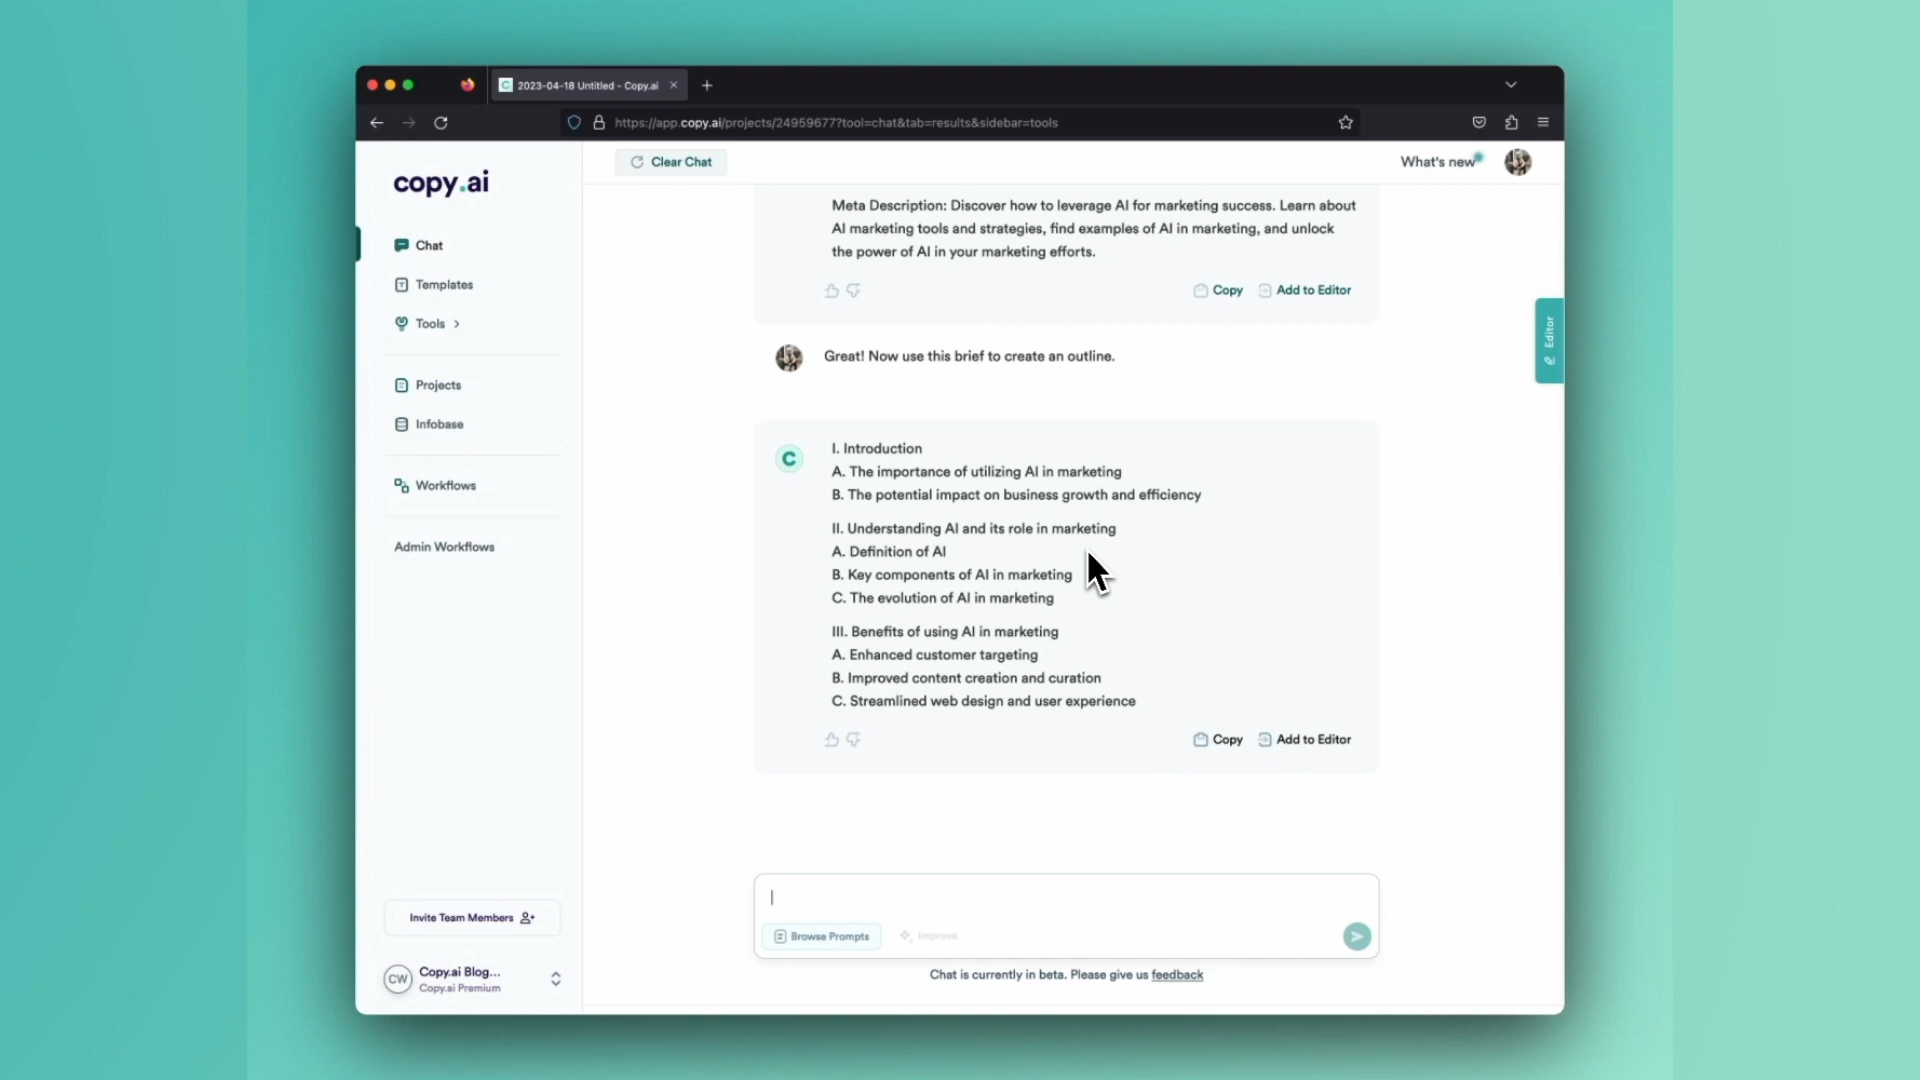 2023-04-18 Untitled - Copy.ai
https://app.copy.ai/projects/24959677?tool=chat&tab=results&sidebar=tools
copy.ai
Clear Chat
What's new
Chat
Templates
Tools
Projects
Infobase
Workflows
Admin Workflows
Invite Team Members
CW
Copy.ai Blog...
Copy.ai Premium
Meta Description: Discover how to leverage AI for marketing success. Learn about
AI marketing tools and strategies, find examples of AI in marketing, and unlock
the power of AI in your marketing efforts.
Copy
Add to Editor
Editor
Great! Now use this brief to create an outline.
C
I. Introduction
A. The importance of utilizing AI in marketing
B. The potential impact on business growth and efficiency
II. Understanding AI and its role in marketing
A. Definition of AI
B. Key components of AI in marketing
C. The evolution of AI in marketing
III. Benefits of using AI in marketing
A. Enhanced customer targeting
B. Improved content creation and curation
C. Streamlined web design and user experience
Copy
Add to Editor
Browse Prompts
Improve
Chat is currently in beta. Please give us feedback